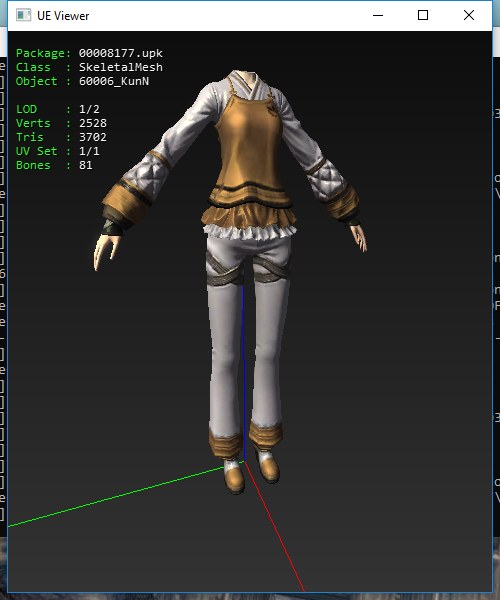 UE Viewer
Package: 00008177.upk
Class : SkeletalMesh
Object : 60006_KunN
LOD : 1/2
Verts : 2528
Tris : 3702
UV Set : 1/1
Bones : 81